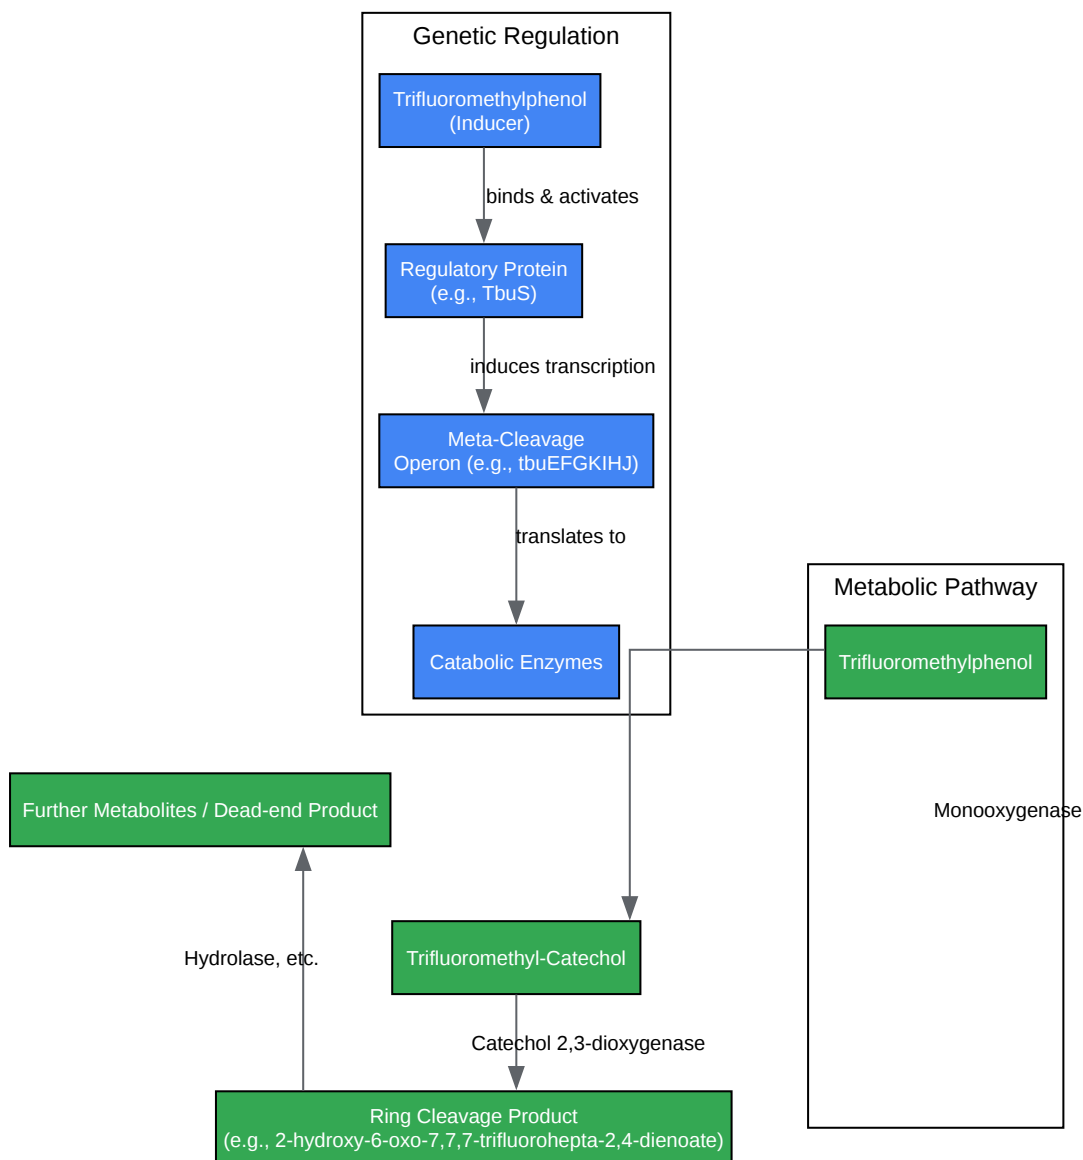 Genetic Regulation
Trifluoromethylphenol
(Inducer)
binds & activates
Regulatory Protein
(e.g., TbuS)
induces transcription
Meta-Cleavage
Operon (e.g., tbuEFGKIHJ)
translates to
Catabolic Enzymes
Metabolic Pathway
Trifluoromethylphenol
Monooxygenase
Further Metabolites / Dead-end Product
Hydrolase, etc.
Trifluoromethyl-Catechol
Catechol 2,3-dioxygenase
Ring Cleavage Product
(e.g., 2-hydroxy-6-oxo-7,7,7-trifluorohepta-2,4-dienoate)